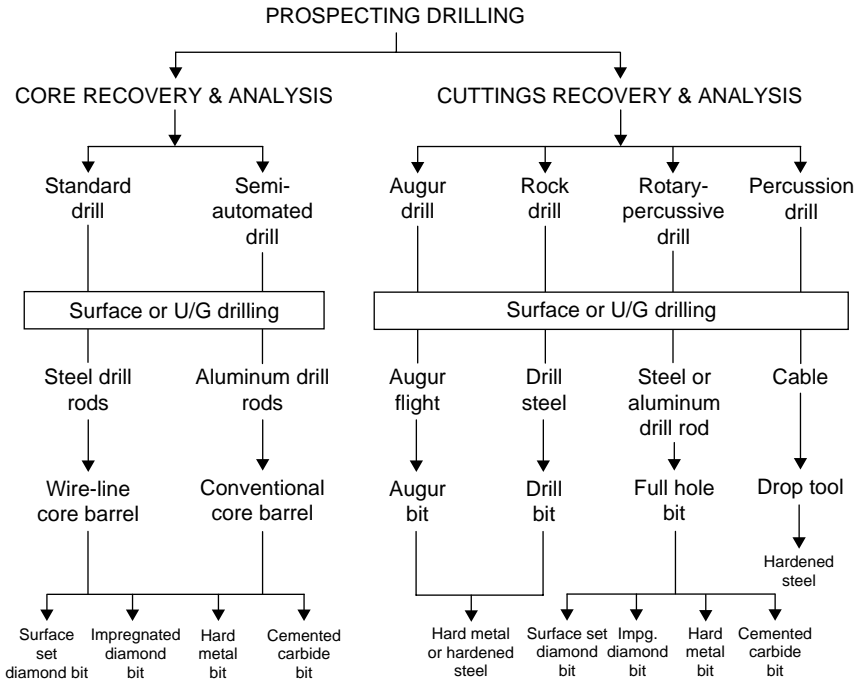 PROSPECTING DRILLING
CORE RECOVERY & ANALYSIS
CUTTINGS RECOVERY & ANALYSIS
Standard
drill
Semi-
automated
drill
Augur
drill
Rock
drill
Rotary-
percussive
drill
Percussion
drill
Surface or U/G drilling
Surface or U/G drilling
Steel drill
rods
Aluminum drill
rods
Augur
flight
Drill
steel
Steel or
aluminum
drill rod
Cable
Wire-line
core barrel
Conventional
core barrel
Augur
bit
Drill
bit
Full hole
bit
Drop tool
Hardened
steel
Surface
set
diamond bit
Impregnated
diamond
bit
Hard
metal
bit
Cemented
carbide
bit
Hard metal
or hardened
steel
Surface set
diamond
bit
Impg.
diamond
bit
Hard
metal
bit
Cemented
carbide
bit